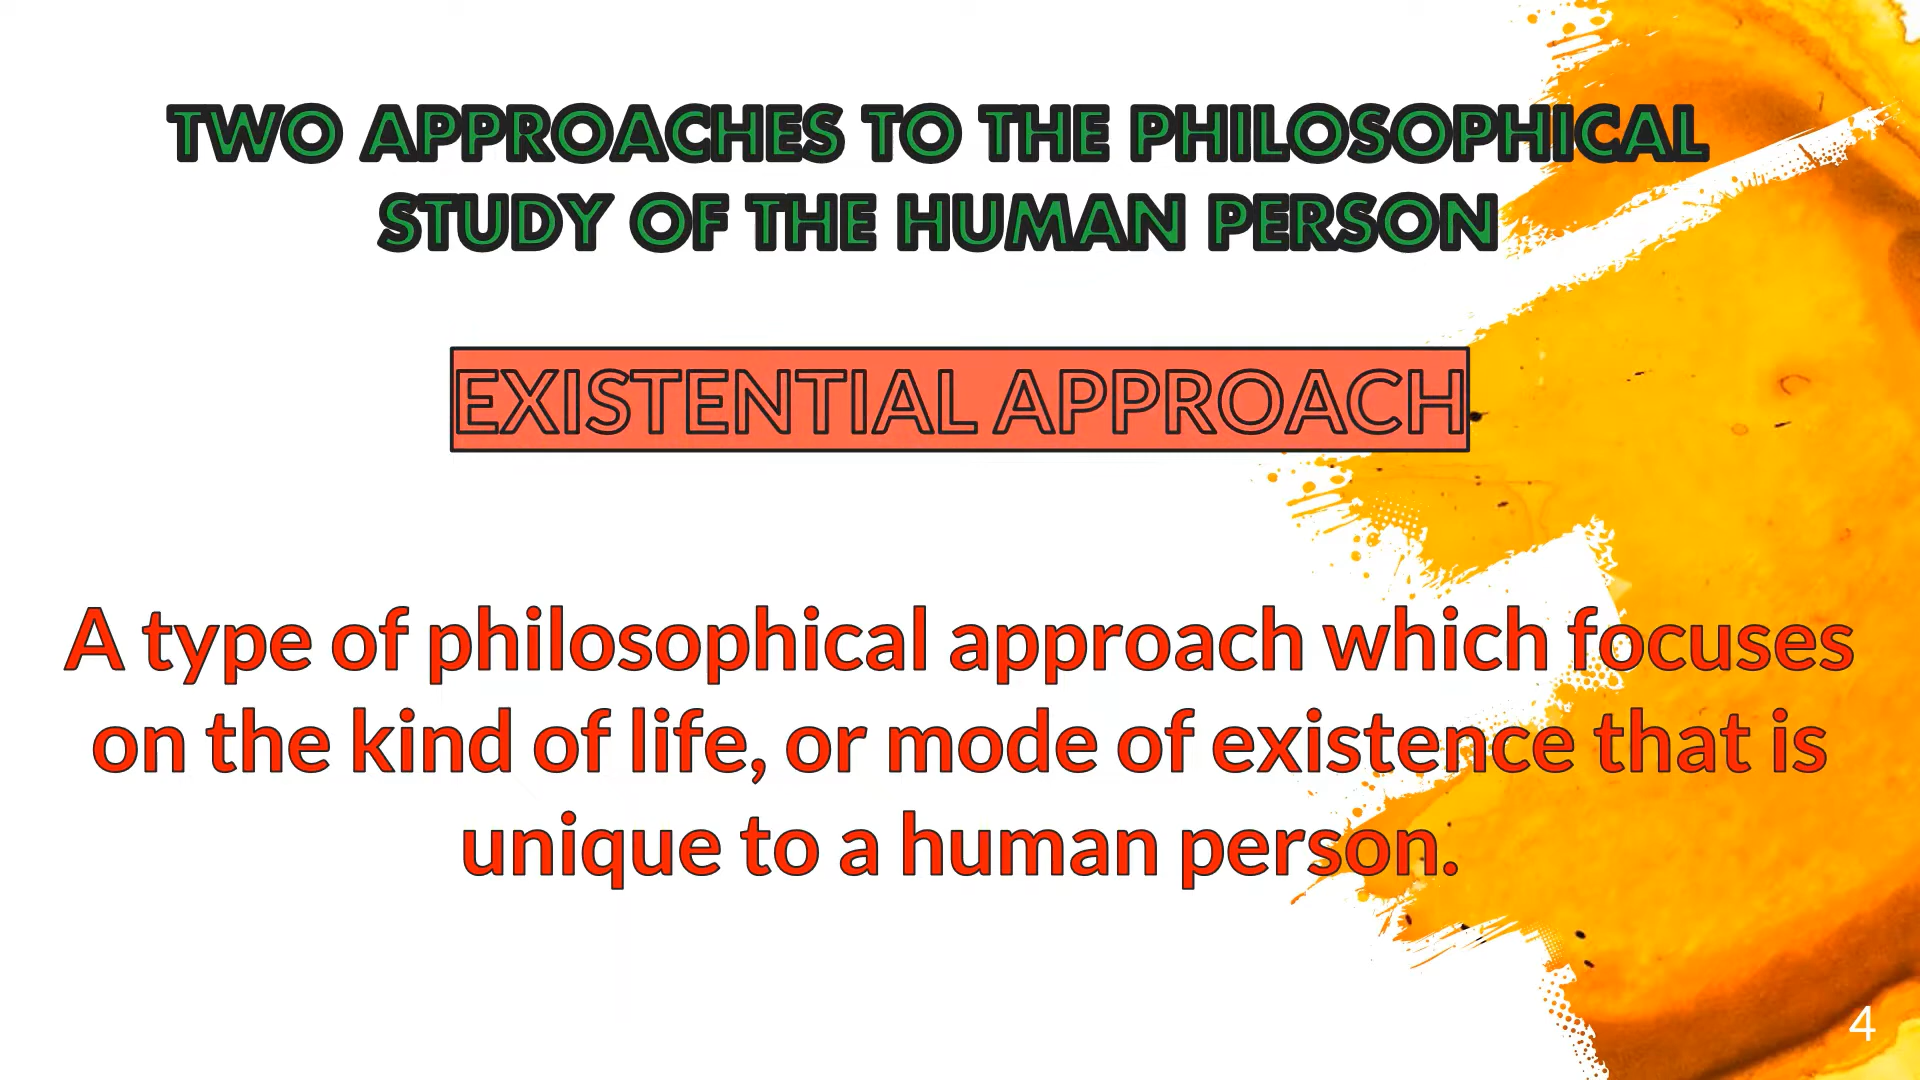 TWO APPROACHES TO THE PHILOSOPHICAL
STUDY OF THE HUMAN PERSON
EXISTENTIAL APPROACH
A type of philosophical approach which focuses
on the kind of life, or mode of existence that is
unique to a human person.
4